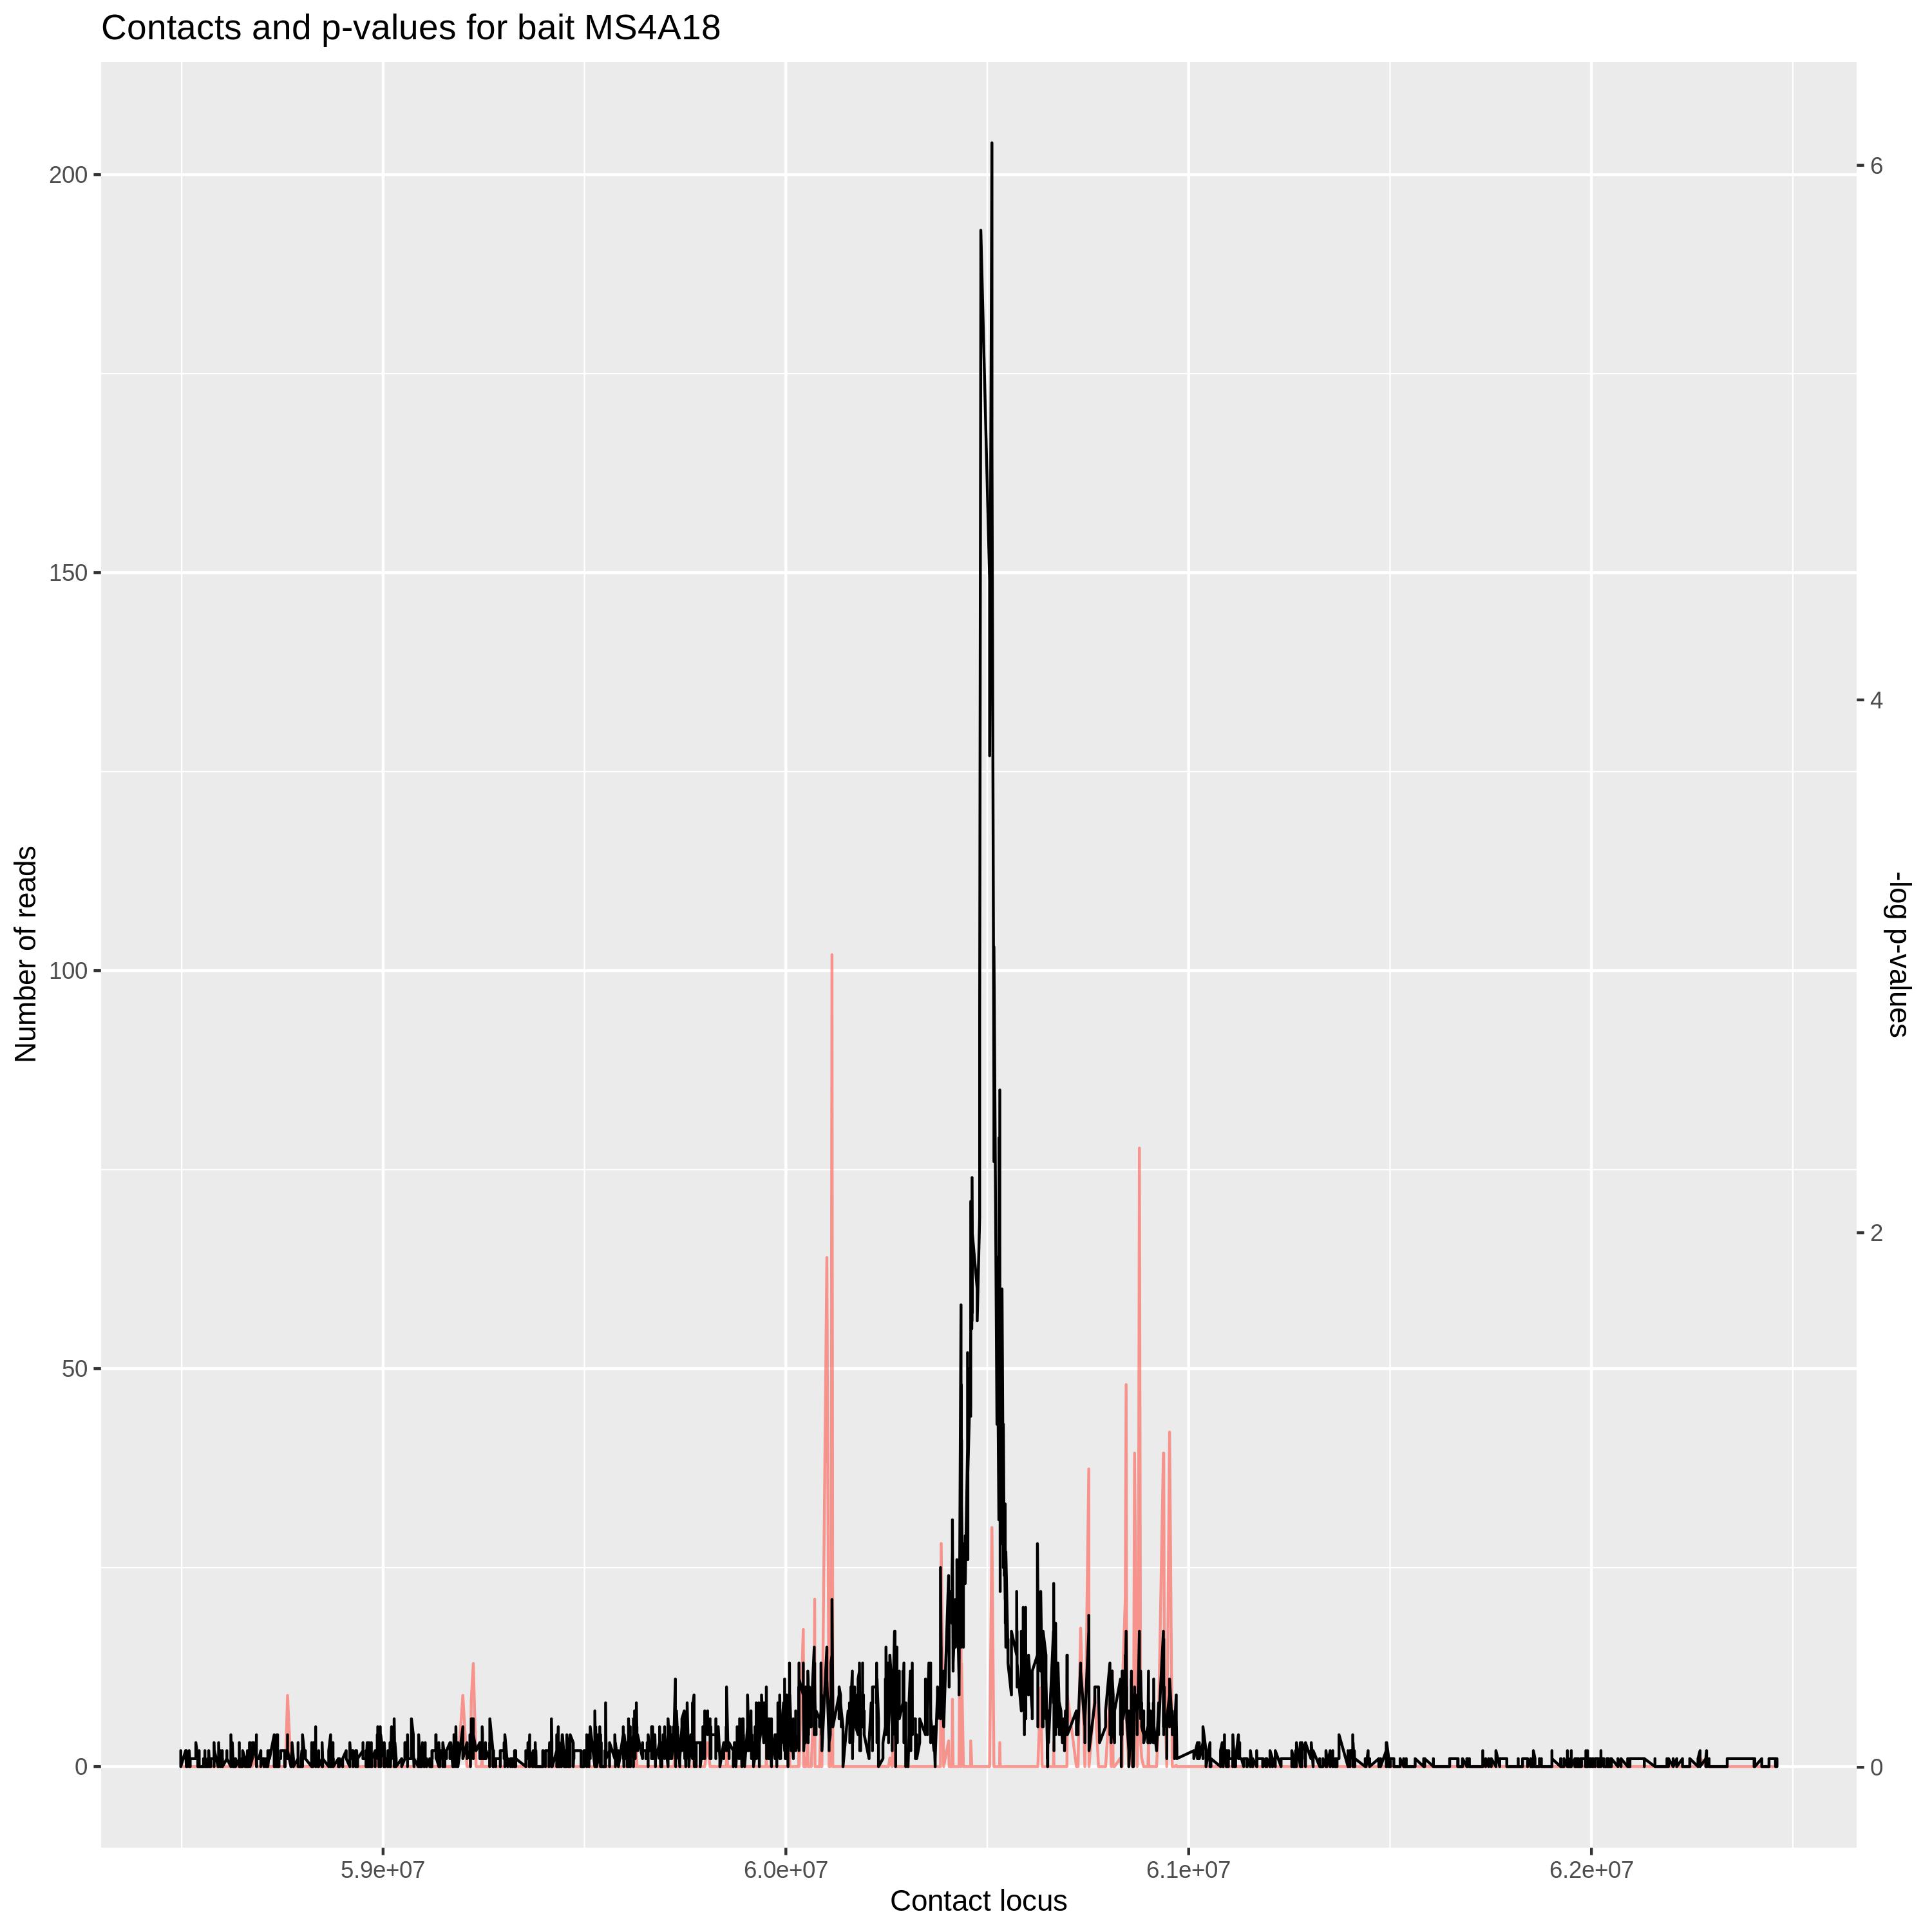 Contacts and p-values for bait MS4A18
200
150
100
50
0
Number of reads
6
4
2
0
-log p-values
5.9e+07
6.0e+07
6.1e+07
6.2e+07
Contact locus